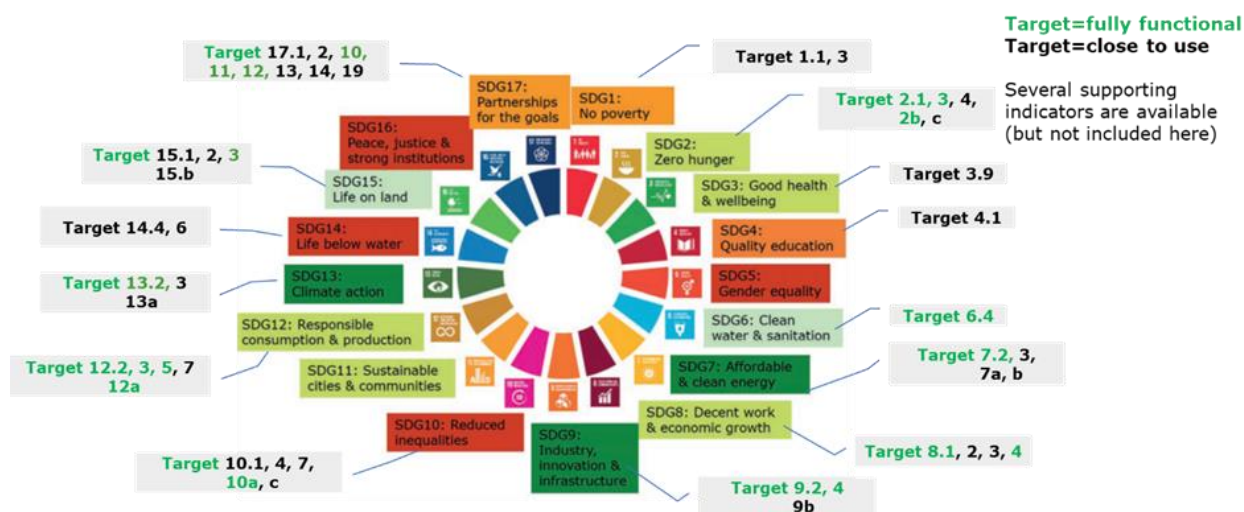 Target=fully functional
Target=close to use
Several supporting
indicators are available
(but not included here)
Target 17.1, 2, 10,
11, 12, 13, 14, 19
Target 1.1, 3
SDG17:
Partnerships
for the goals
SDG1:
No poverty
Target 2.1, 3, 4,
2b, c
SDG16:
Peace, justice &
strong institutions
SDG2:
Zero hunger
Target 15.1, 2, 3
15.b
SDG15:
Life on land
SDG3: Good health
& wellbeing
Target 3.9
Target 14.4, 6
SDG14:
Life below water
SDG4:
Quality education
Target 4.1
Target 13.2, 3
13a
SDG13:
Climate action
SDG5:
Gender equality
SDG12: Responsible
consumption & production
SDG6: Clean
water & sanitation
Target 6.4
Target 12.2, 3, 5, 7
12a
SDG11: Sustainable
cities & communities
SDG7: Affordable
& clean energy
Target 7.2, 3,
7a, b
SDG10: Reduced
inequalities
SDG9:
Industry,
innovation &
infrastructure
SDG8: Decent work
& economic growth
Target 10.1, 4, 7,
10a, c
Target 8.1, 2, 3, 4
Target 9.2, 4
9b